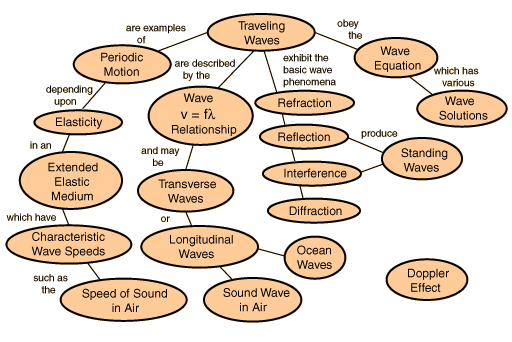 Traveling
Waves
are examples
of
obey
the
Periodic
Motion
are described
by the
exhibit the
basic wave
phenomena
Wave
Equation
depending
upon
Wave
v = fλ
Relationship
Refraction
which has
various
Wave
Solutions
Elasticity
Reflection
produce
in an
and may
be
Standing
Waves
Extended
Elastic
Medium
Interference
Transverse
Waves
Diffraction
which have
or
Characteristic
Wave Speeds
Longitudinal
Waves
Ocean
Waves
such as
the
Doppler
Effect
Speed of Sound
in Air
Sound Wave
in Air